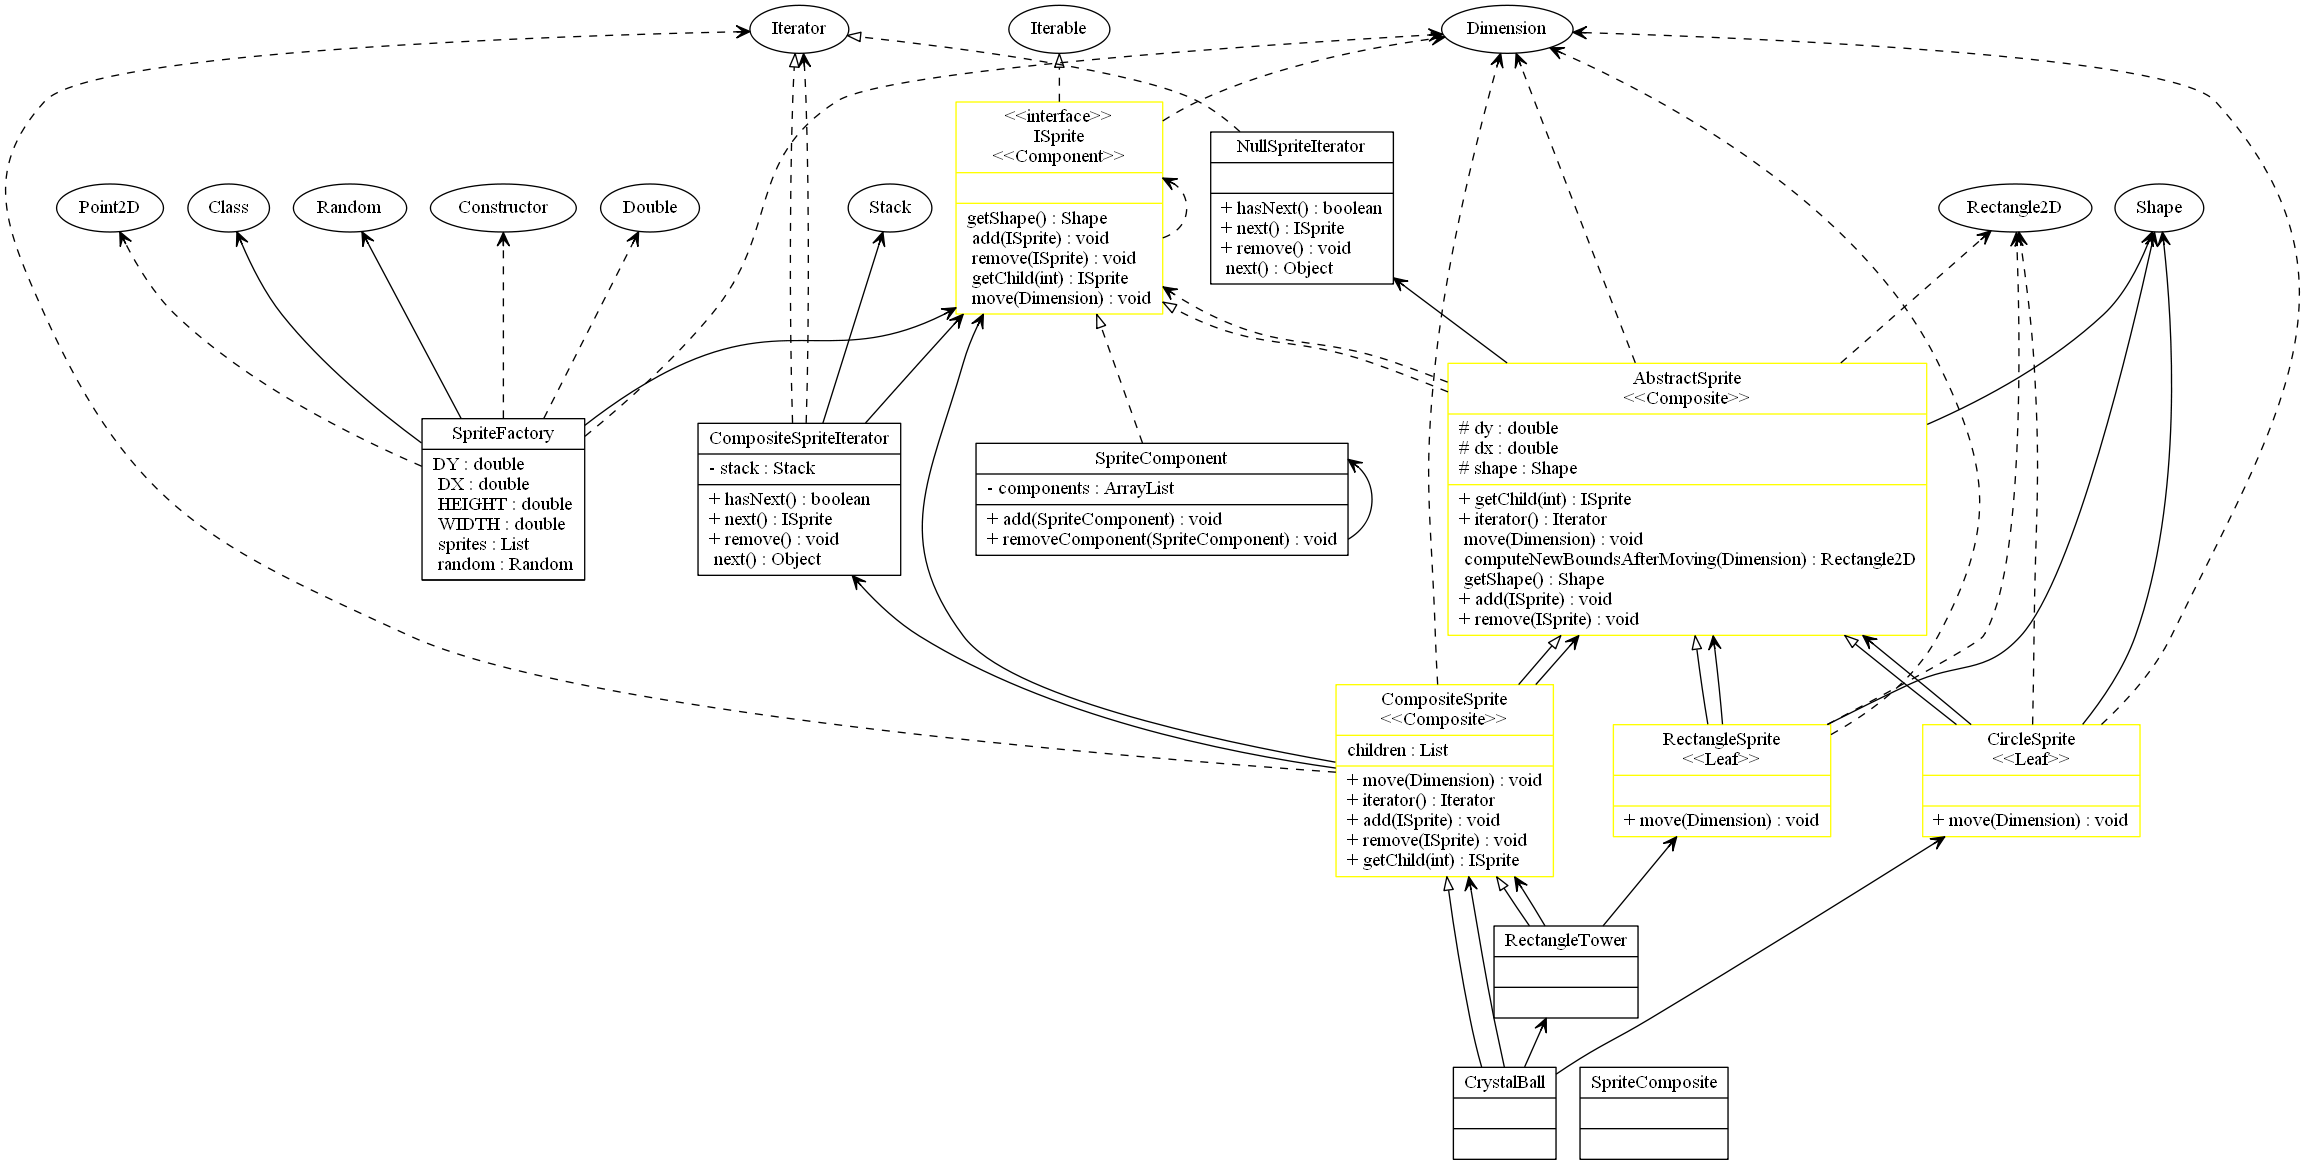 Iterator
Iterable
Dimension
<<interface>>
ISprite
<<Component>>
getShape() : Shape
add(ISprite) : void
remove(ISprite) : void
getChild(int) : ISprite
move(Dimension) : void
NullSpriteIterator
+ hasNext() : boolean
+ next() : ISprite
+ remove() : void
next() : Object
Point2D
Class
Random
Constructor
Double
Stack
Rectangle2D
Shape
SpriteFactory
DY : double
DX : double
HEIGHT : double
WIDTH : double
sprites : List
random : Random
CompositeSpriteIterator
- stack : Stack
+ hasNext() : boolean
+ next() : ISprite
+ remove() : void
next() : Object
SpriteComponent
- components : ArrayList
+ add(SpriteComponent) : void
+ removeComponent(SpriteComponent) : void
AbstractSprite
<<Composite>>
# dy : double
# dx : double
# shape : Shape
+ getChild(int) : ISprite
+ iterator() : Iterator
move(Dimension) : void
computeNewBoundsAfterMoving(Dimension) : Rectangle2D
getShape() : Shape
+ add(ISprite) : void
+ remove(ISprite) : void
CompositeSprite
<<Composite>>
children : List
+ move(Dimension) : void
+ iterator() : Iterator
+ add(ISprite) : void
+ remove(ISprite) : void
+ getChild(int) : ISprite
RectangleSprite
<<Leaf>>
+ move(Dimension) : void
CircleSprite
<<Leaf>>
+ move(Dimension) : void
RectangleTower
CrystalBall
SpriteComposite